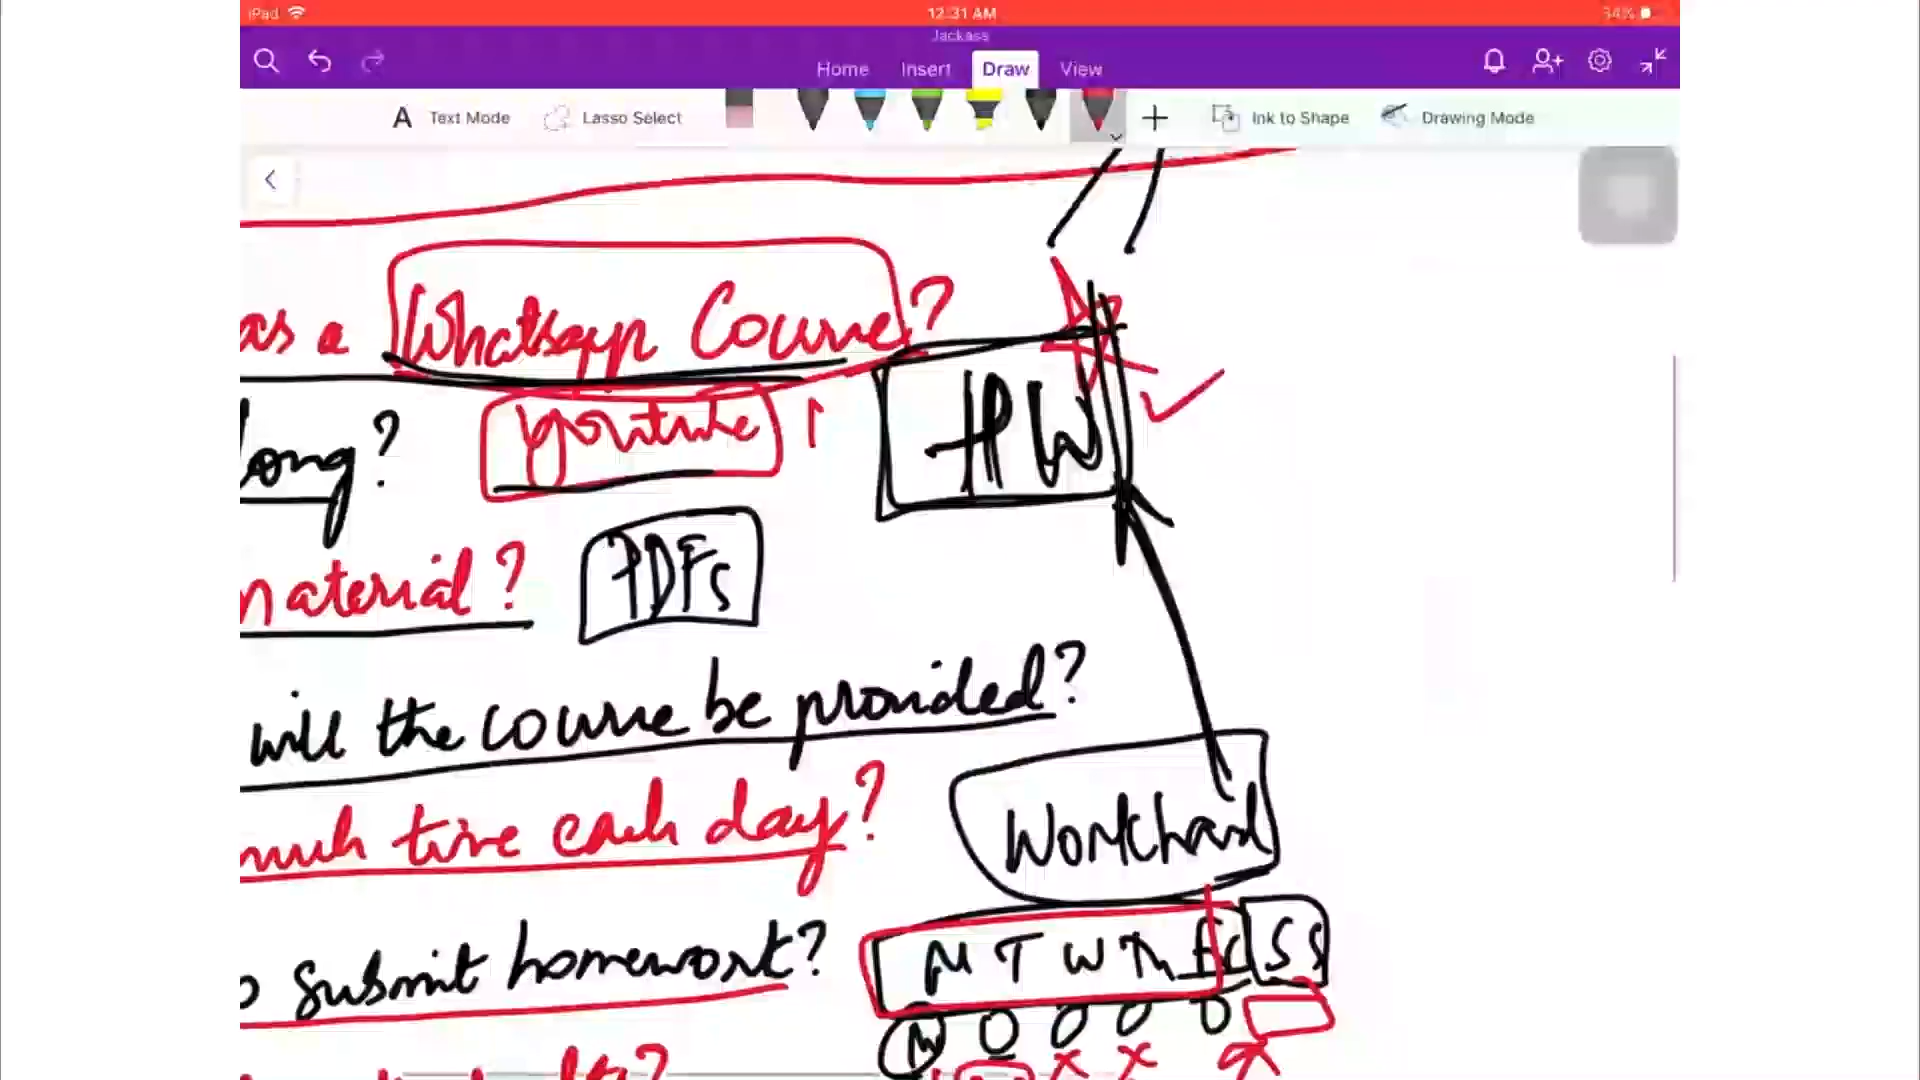 iPad 12:31 AM 34%
Jackass
Home Insert Draw View
A Text Mode Lasso Select Ink to Shape Drawing Mode
as a Whatsapp Course?
long? youtube HW
material? PDFs
will the course be provided?
much time each day? Workhard
submit homework? M T W Th F S S